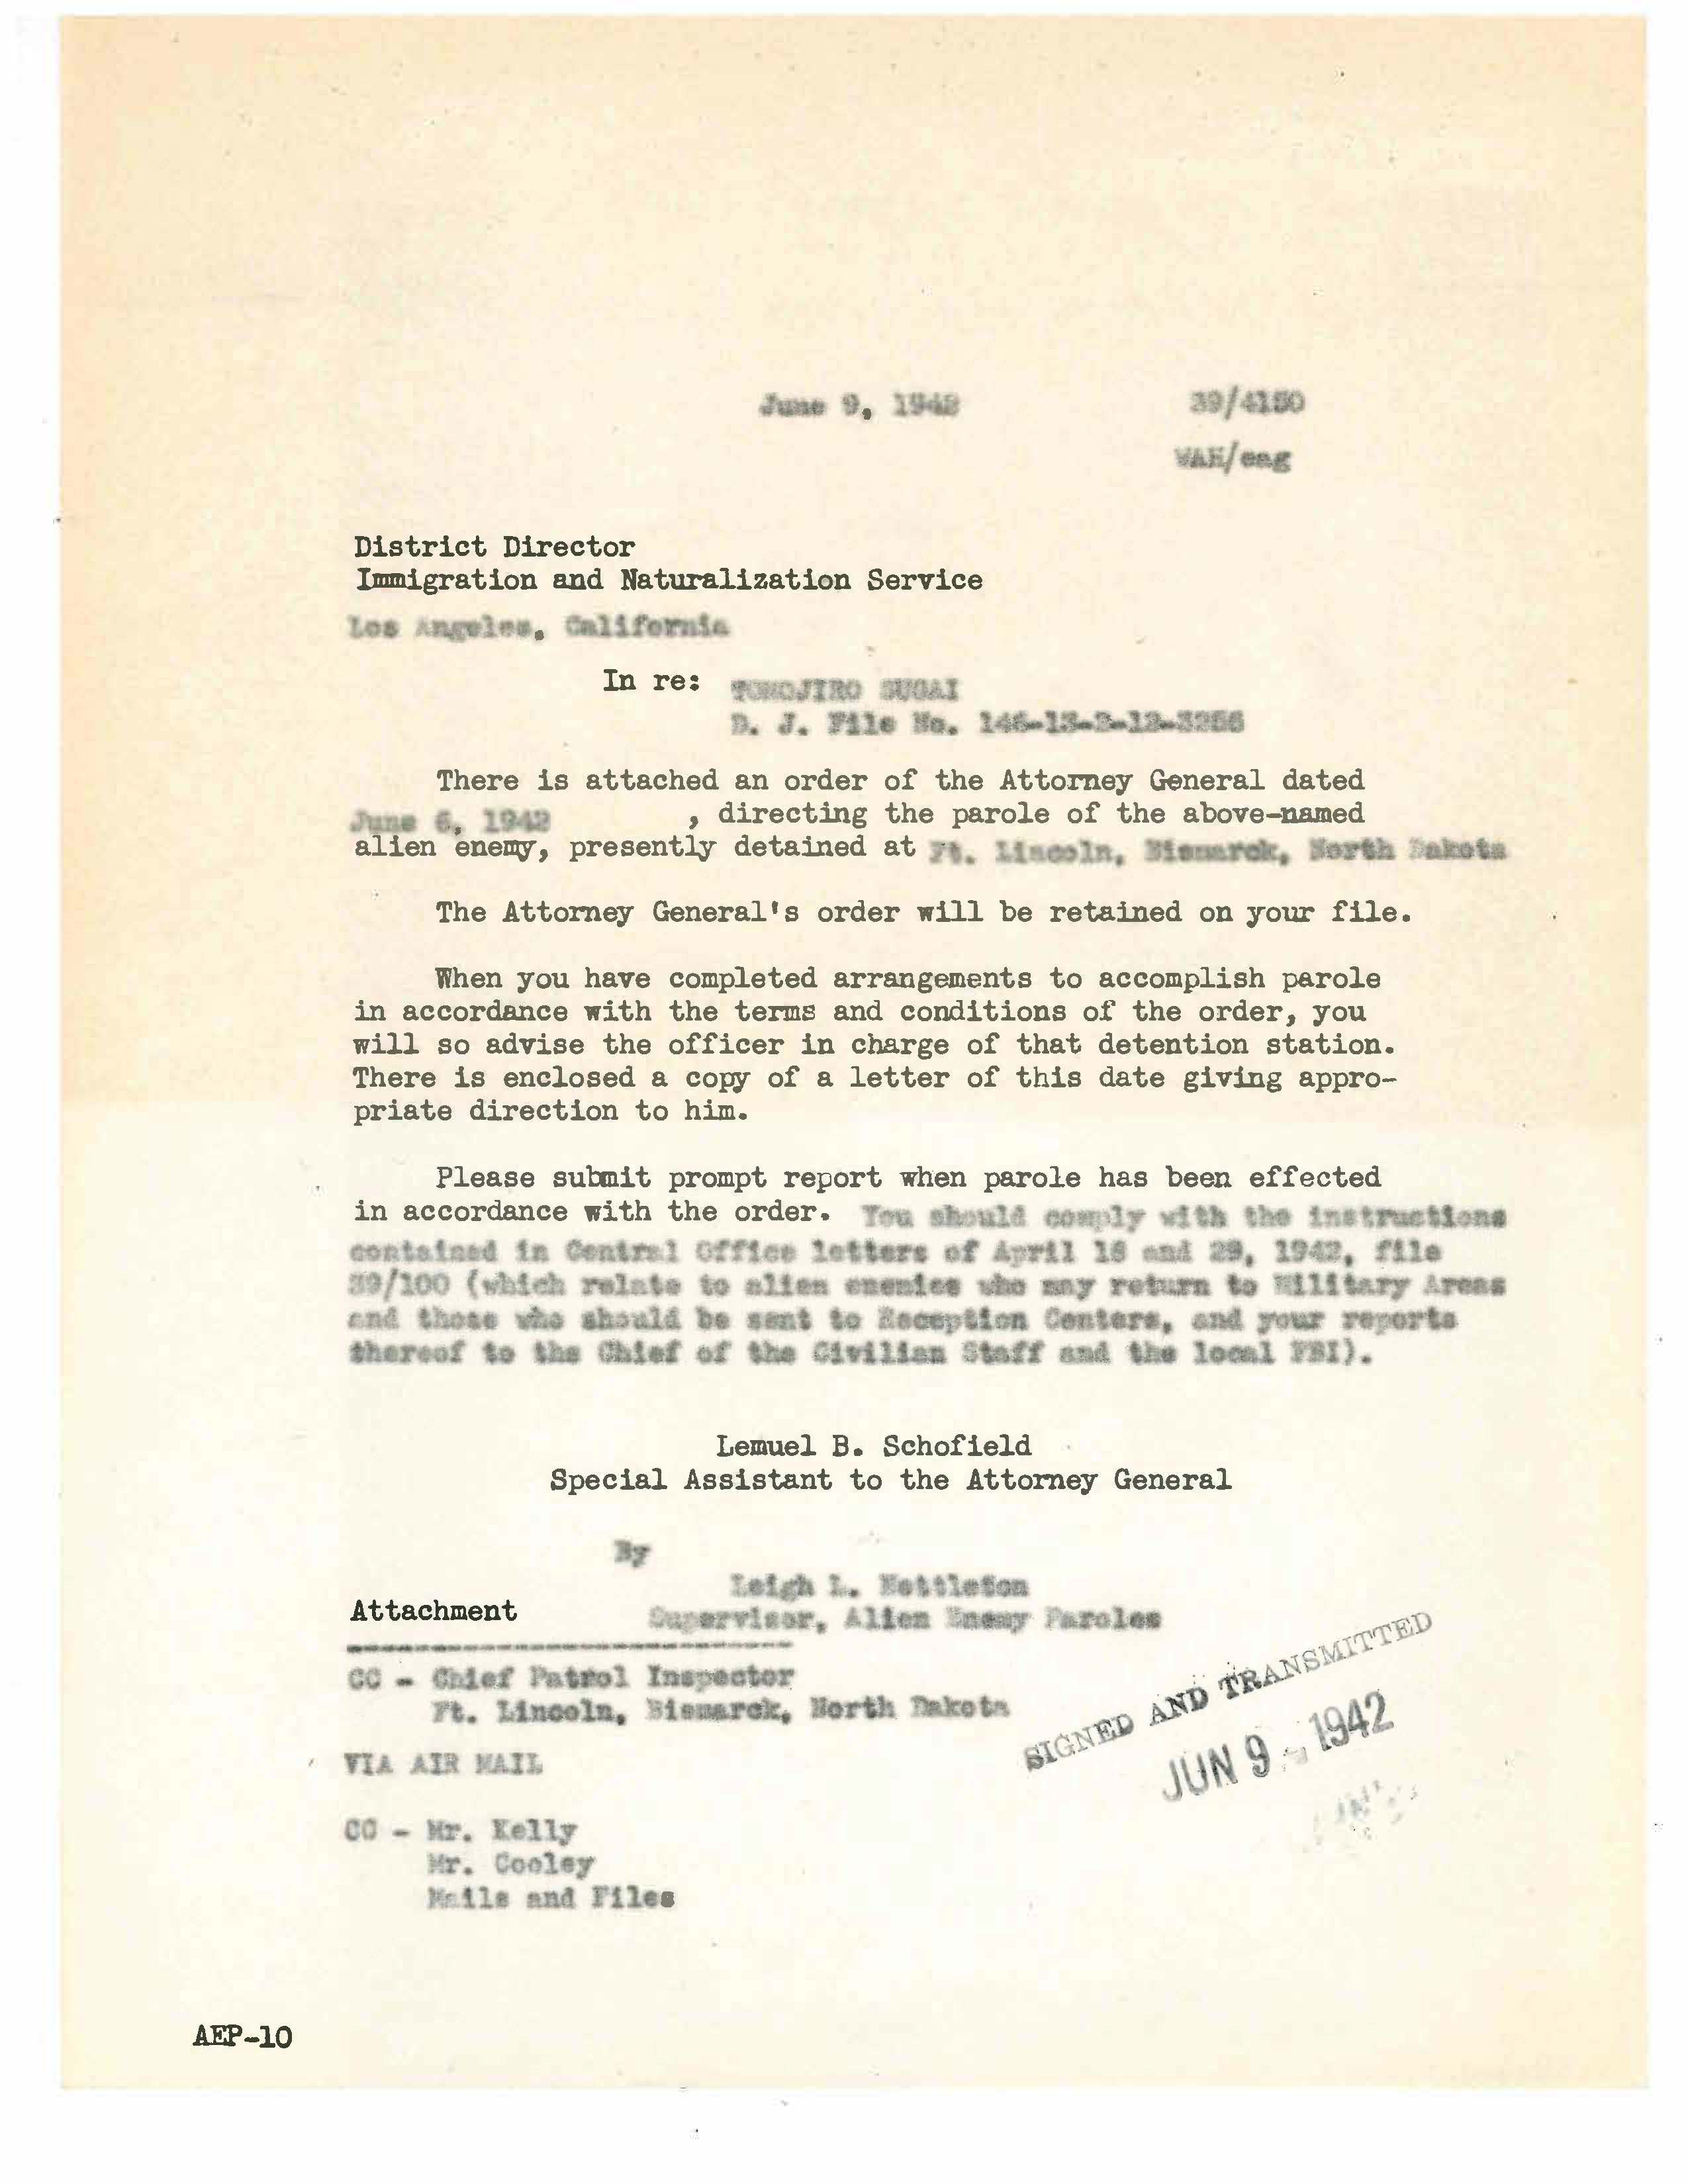 June 9, 1942 39/4150
WAH/eng
District Director
Immigration and Naturalization Service
Los Angeles, California
In re: TOMOJIRO SUGAI
D. J. File No. 146-13-2-12-3256
There is attached an order of the Attorney General dated
June 6, 1942 , directing the parole of the above-named
alien enemy, presently detained at Ft. Lincoln, Bismarck, North Dakota
The Attorney General's order will be retained on your file.
When you have completed arrangements to accomplish parole
in accordance with the terms and conditions of the order, you
will so advise the officer in charge of that detention station.
There is enclosed a copy of a letter of this date giving appro-
priate direction to him.
Please submit prompt report when parole has been effected
in accordance with the order. You should comply with the instructions
contained in Central Office letters of April and 1942, file
39/100 (which relate to alien enemies who may return to Military Areas
and those who should be sent to Reception Centers, and your reports
thereof to the Chief of the Civilian Staff and the local FBI).
Lemuel B. Schofield
Special Assistant to the Attorney General
By
Leigh L. Nettleton
Attachment Supervisor, Alien Enemy Paroles
CC - Chief Patrol Inspector
Ft. Lincoln, Bismarck, North Dakota
SIGNED AND TRANSMITTED
JUN 9 - 1942
VIA AIR MAIL
CC - Mr. Kelly
Mr. Cooley
Mails and Files
AEP-10